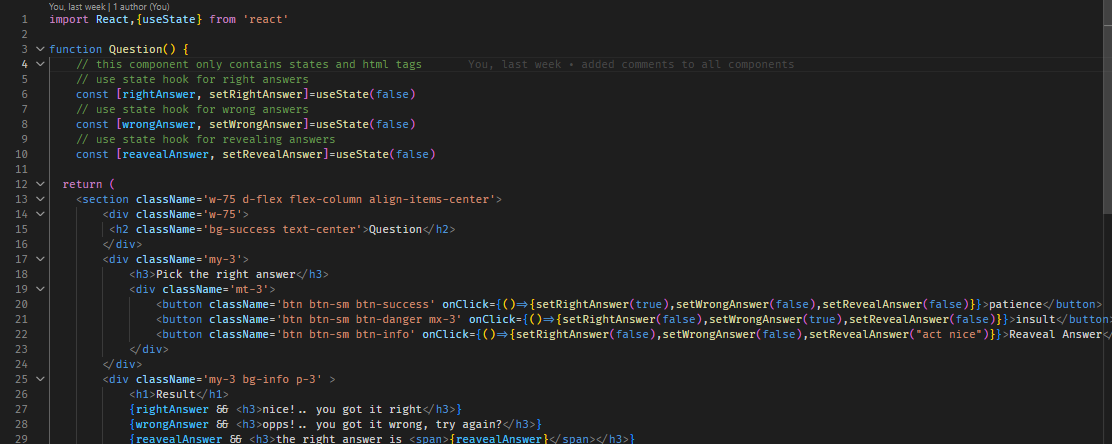 You, last week | 1 author (You)
1 import React,{useState} from 'react'
2
3 function Question() {
4 // this component only contains states and html tags You, last week • added comments to all components
5 // use state hook for right answers
6 const [rightAnswer, setRightAnswer]=useState(false)
7 // use state hook for wrong answers
8 const [wrongAnswer, setWrongAnswer]=useState(false)
9 // use state hook for revealing answers
10 const [reavealAnswer, setRevealAnswer]=useState(false)
11
12 return (
13 <section className='w-75 d-flex flex-column align-items-center'>
14 <div className='w-75'>
15 <h2 className='bg-success text-center'>Question</h2>
16 </div>
17 <div className='my-3'>
18 <h3>Pick the right answer</h3>
19 <div className='mt-3'>
20 <button className='btn btn-sm btn-success' onClick={()=>{setRightAnswer(true),setWrongAnswer(false),setRevealAnswer(false)}}>patience</button>
21 <button className='btn btn-sm btn-danger mx-3' onClick={()=>{setRightAnswer(false),setWrongAnswer(true),setRevealAnswer(false)}}>insult</button>
22 <button className='btn btn-sm btn-info' onClick={()=>{setRightAnswer(false),setWrongAnswer(false),setRevealAnswer("act nice")}}>Reaveal Answer</
23 </div>
24 </div>
25 <div className='my-3 bg-info p-3' >
26 <h1>Result</h1>
27 {rightAnswer && <h3>nice!.. you got it right</h3>}
28 {wrongAnswer && <h3>opps!.. you got it wrong, try again?</h3>}
29 {reavealAnswer && <h3>the right answer is <span>{reavealAnswer}</span></h3>}